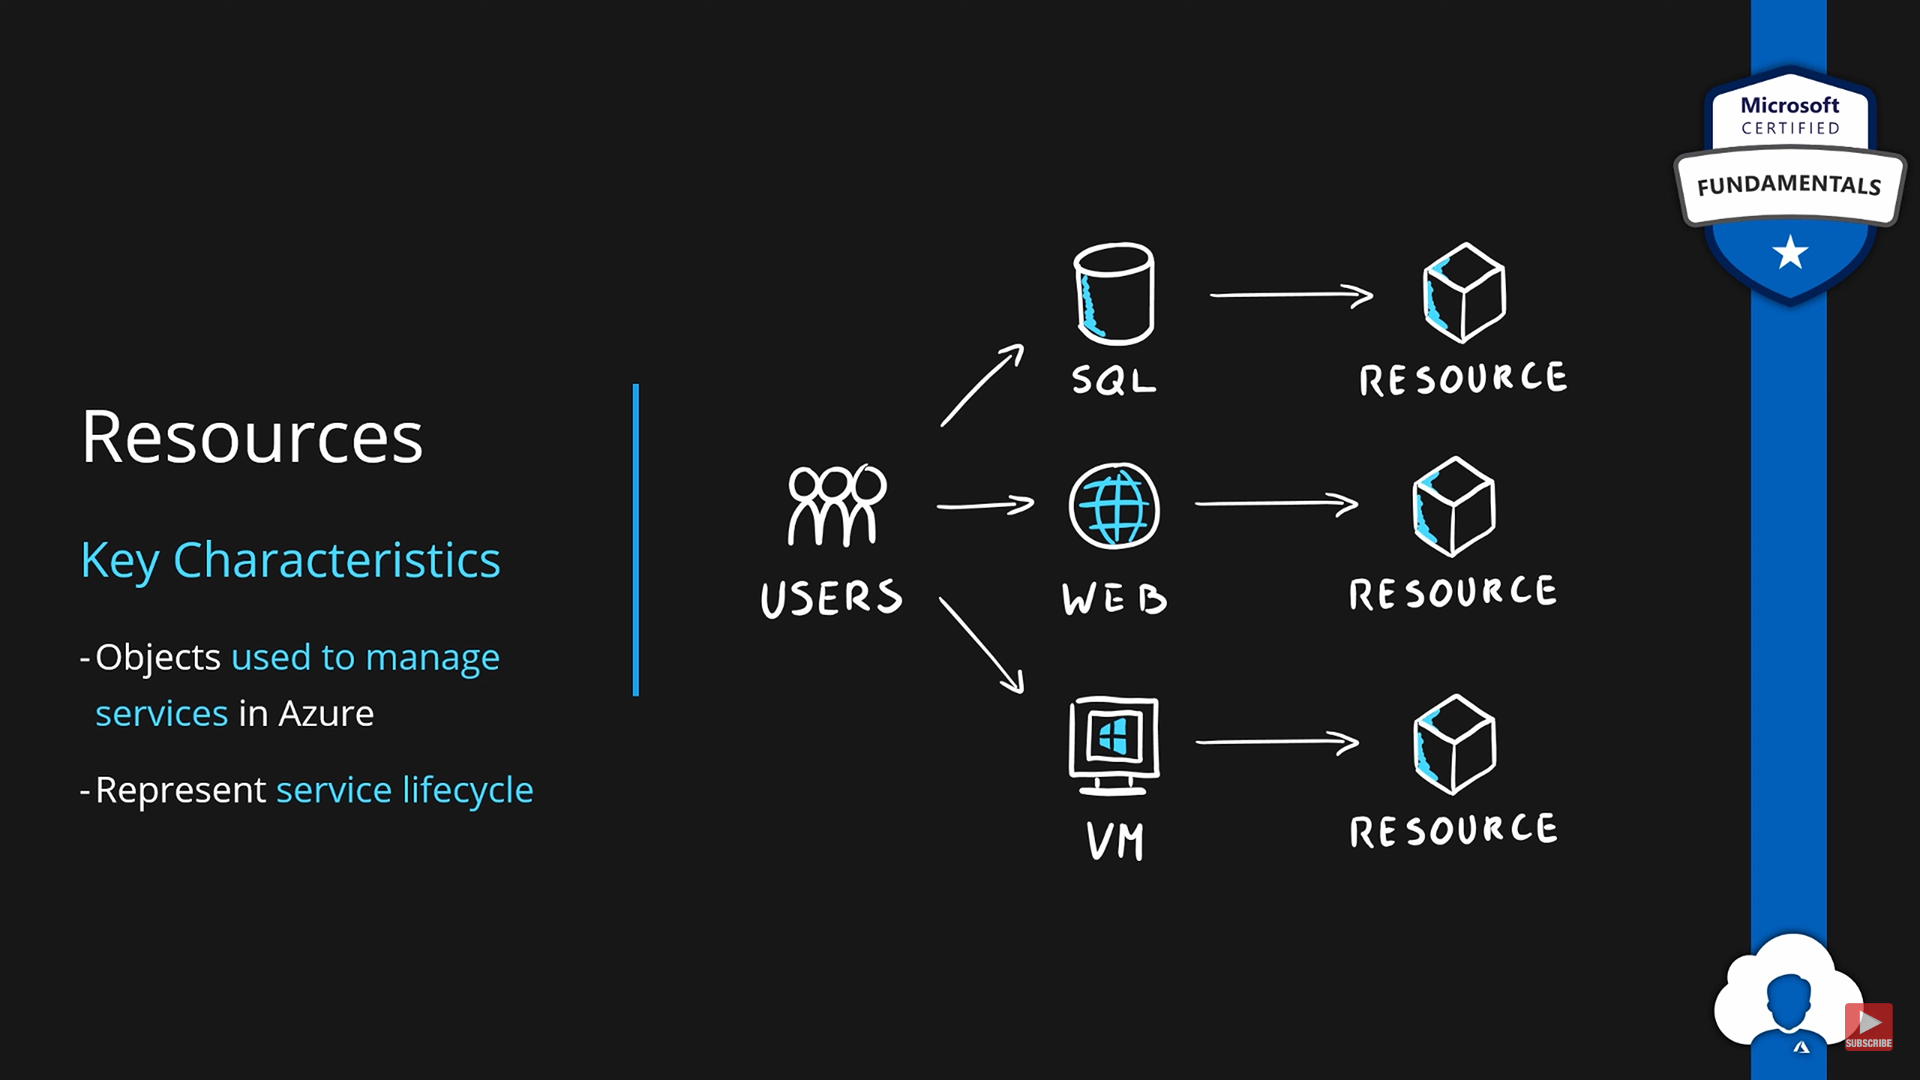 Microsoft
CERTIFIED
FUNDAMENTALS
Resources
Key Characteristics
- Objects used to manage
services in Azure
- Represent service lifecycle
SQL
RESOURCE
USERS
WEB
RESOURCE
VM
RESOURCE
SUBSCRIBE